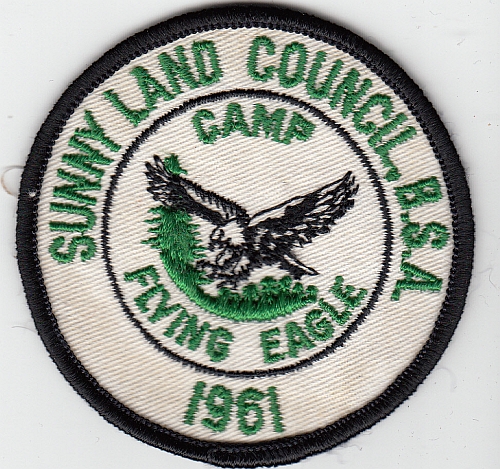 SUNNY LAND COUNCIL, B.S.A.
CAMP
FLYING EAGLE
1961